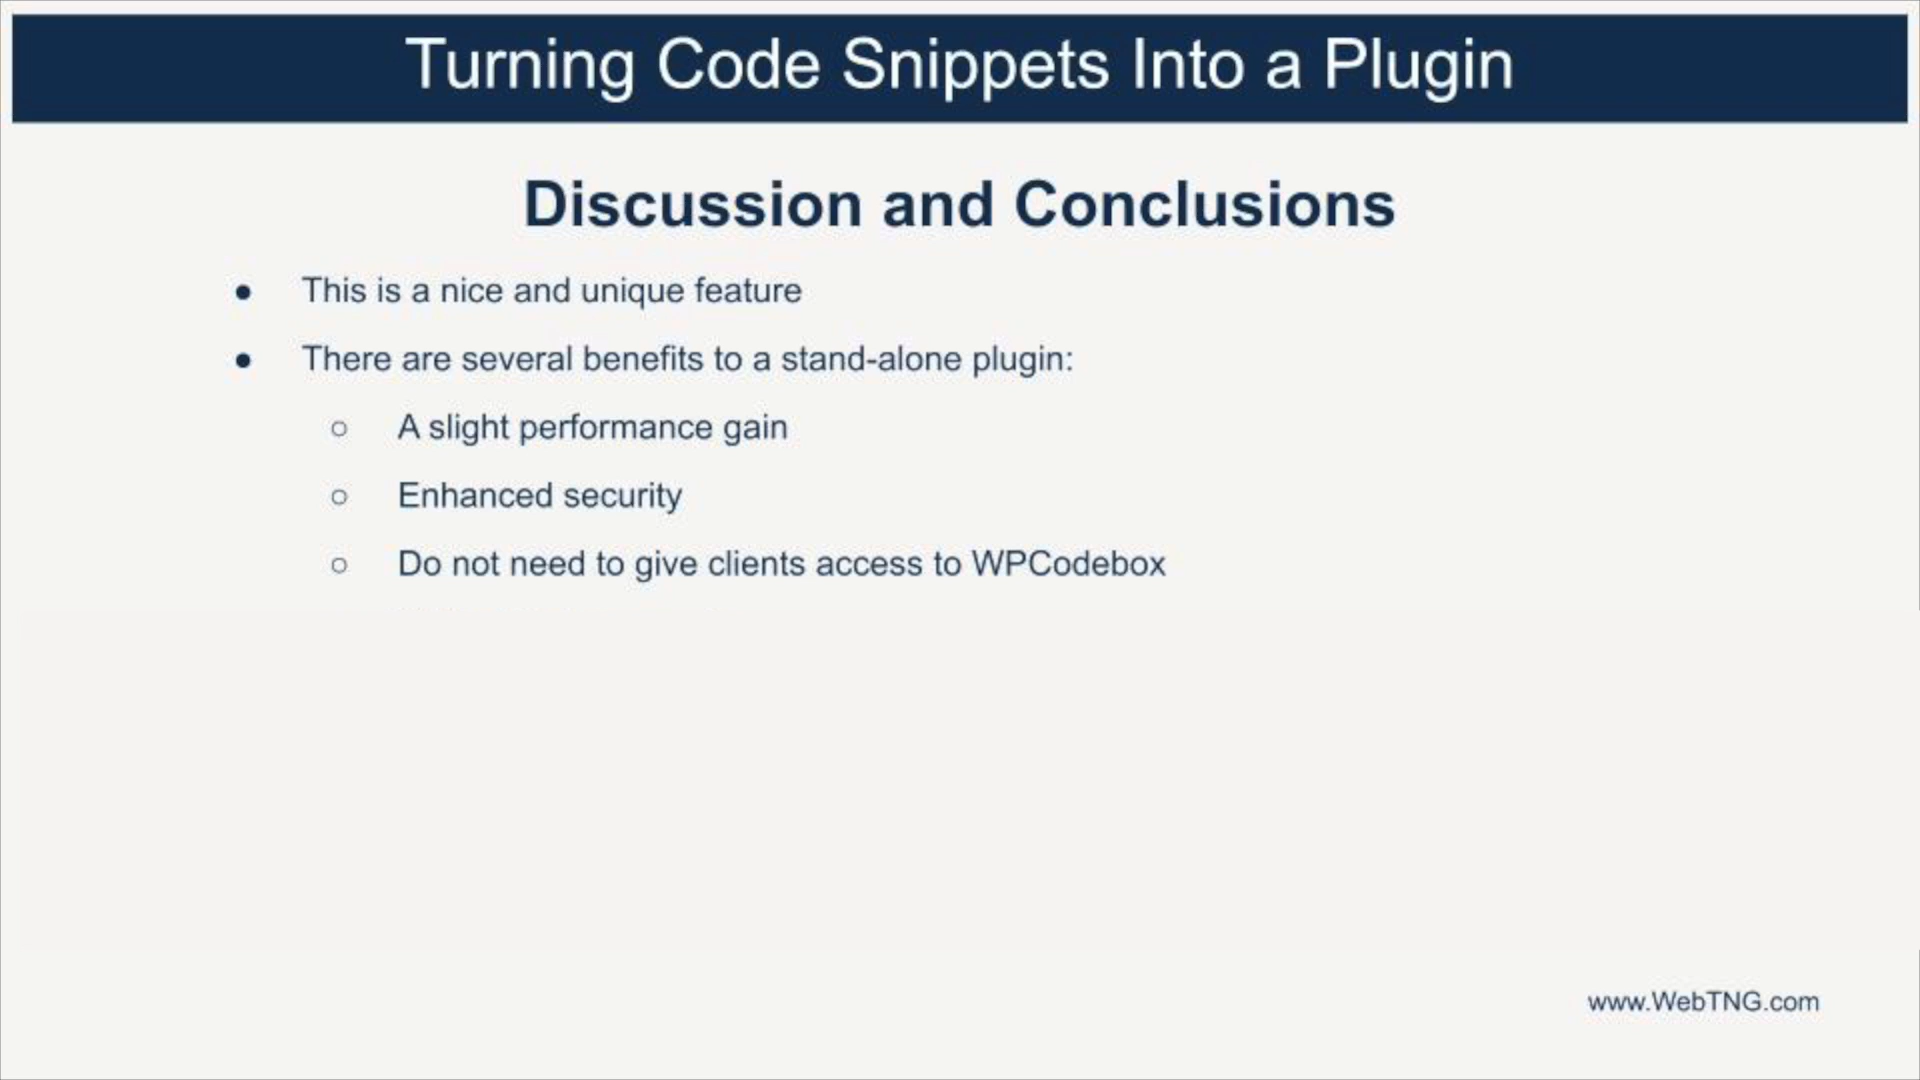 Turning Code Snippets Into a Plugin
Discussion and Conclusions
● This is a nice and unique feature
● There are several benefits to a stand-alone plugin:
○ A slight performance gain
○ Enhanced security
○ Do not need to give clients access to WPCodebox
www.WebTNG.com